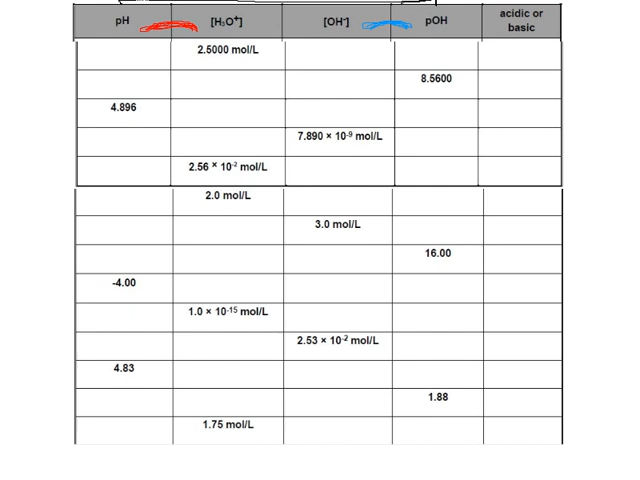 pH [H₃O⁺] [OH⁻] pOH acidic or basic
2.5000 mol/L
8.5600
4.896
7.890 × 10⁻⁹ mol/L
2.56 × 10⁻² mol/L
2.0 mol/L
3.0 mol/L
16.00
-4.00
1.0 × 10⁻¹⁵ mol/L
2.53 × 10⁻² mol/L
4.83
1.88
1.75 mol/L